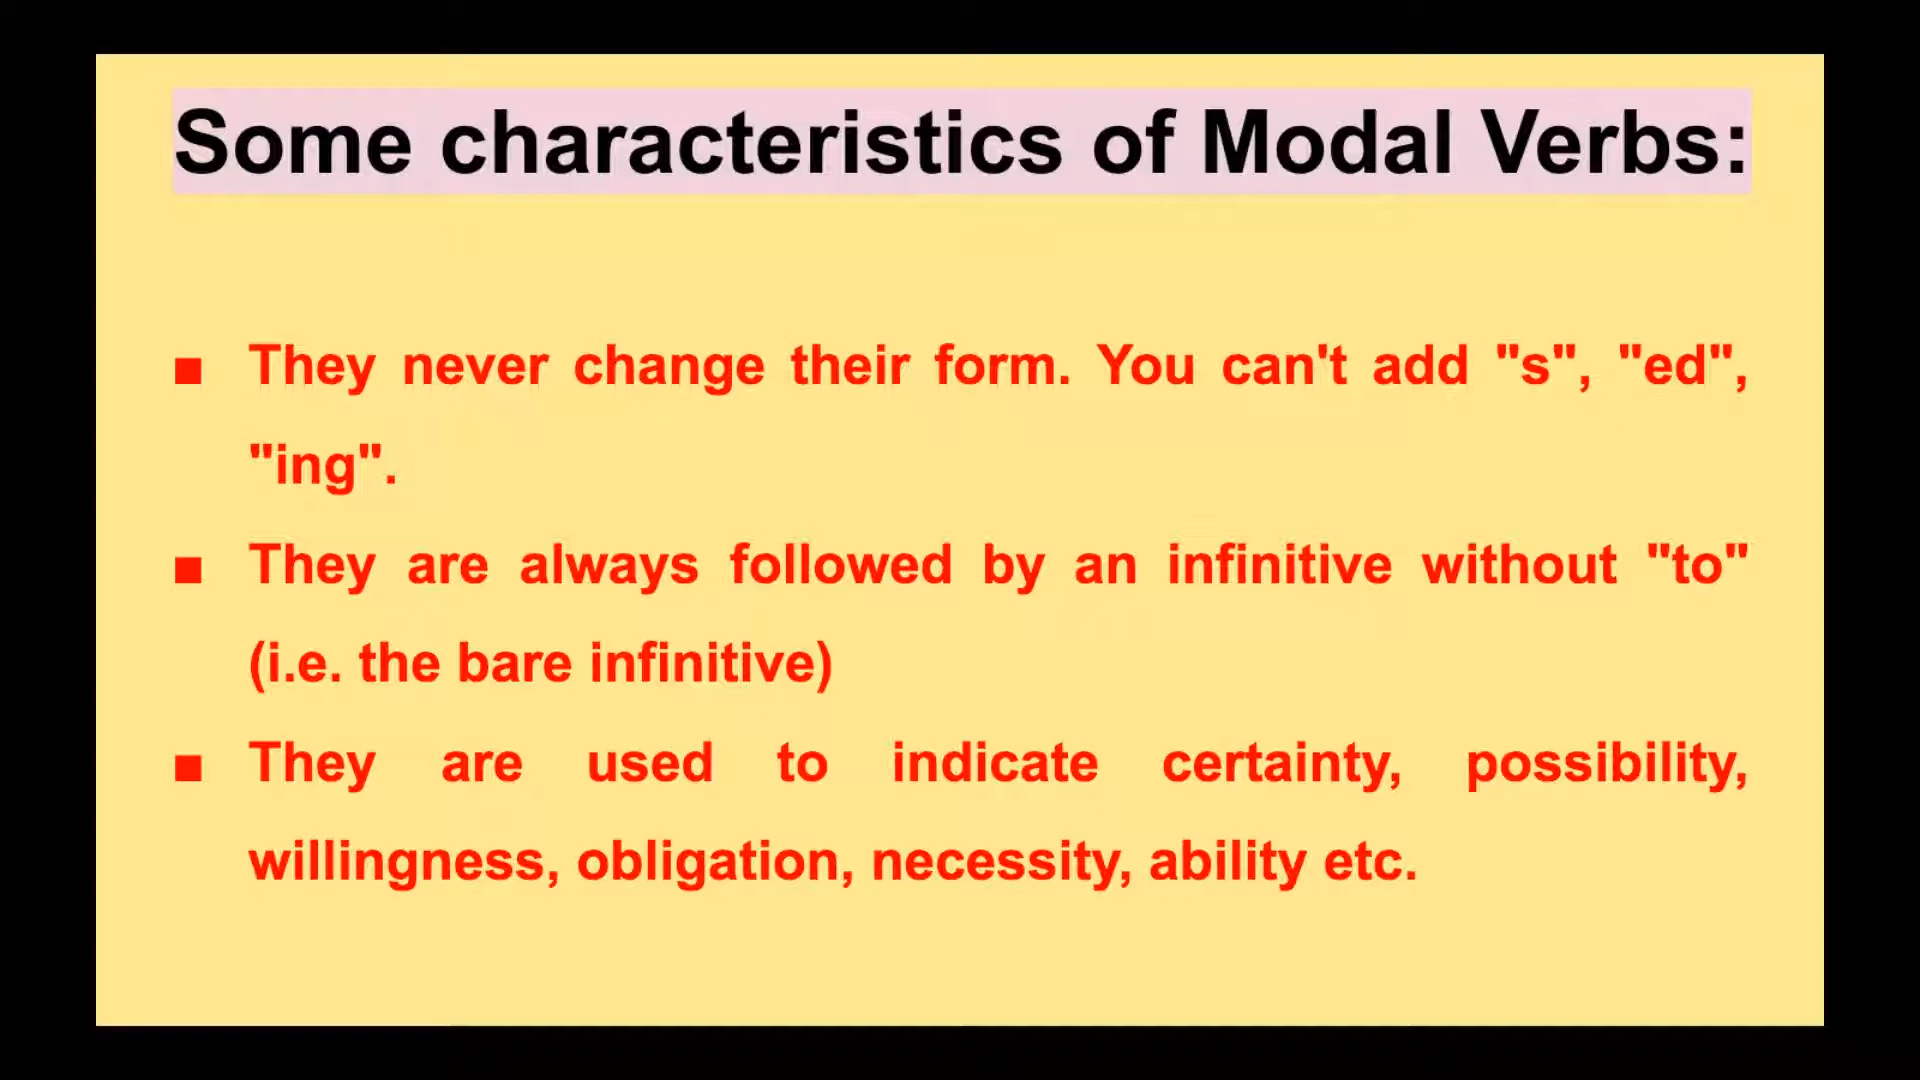 Some characteristics of Modal Verbs:
■ They never change their form. You can't add "s", "ed",
"ing".
■ They are always followed by an infinitive without "to"
(i.e. the bare infinitive)
■ They are used to indicate certainty, possibility,
willingness, obligation, necessity, ability etc.